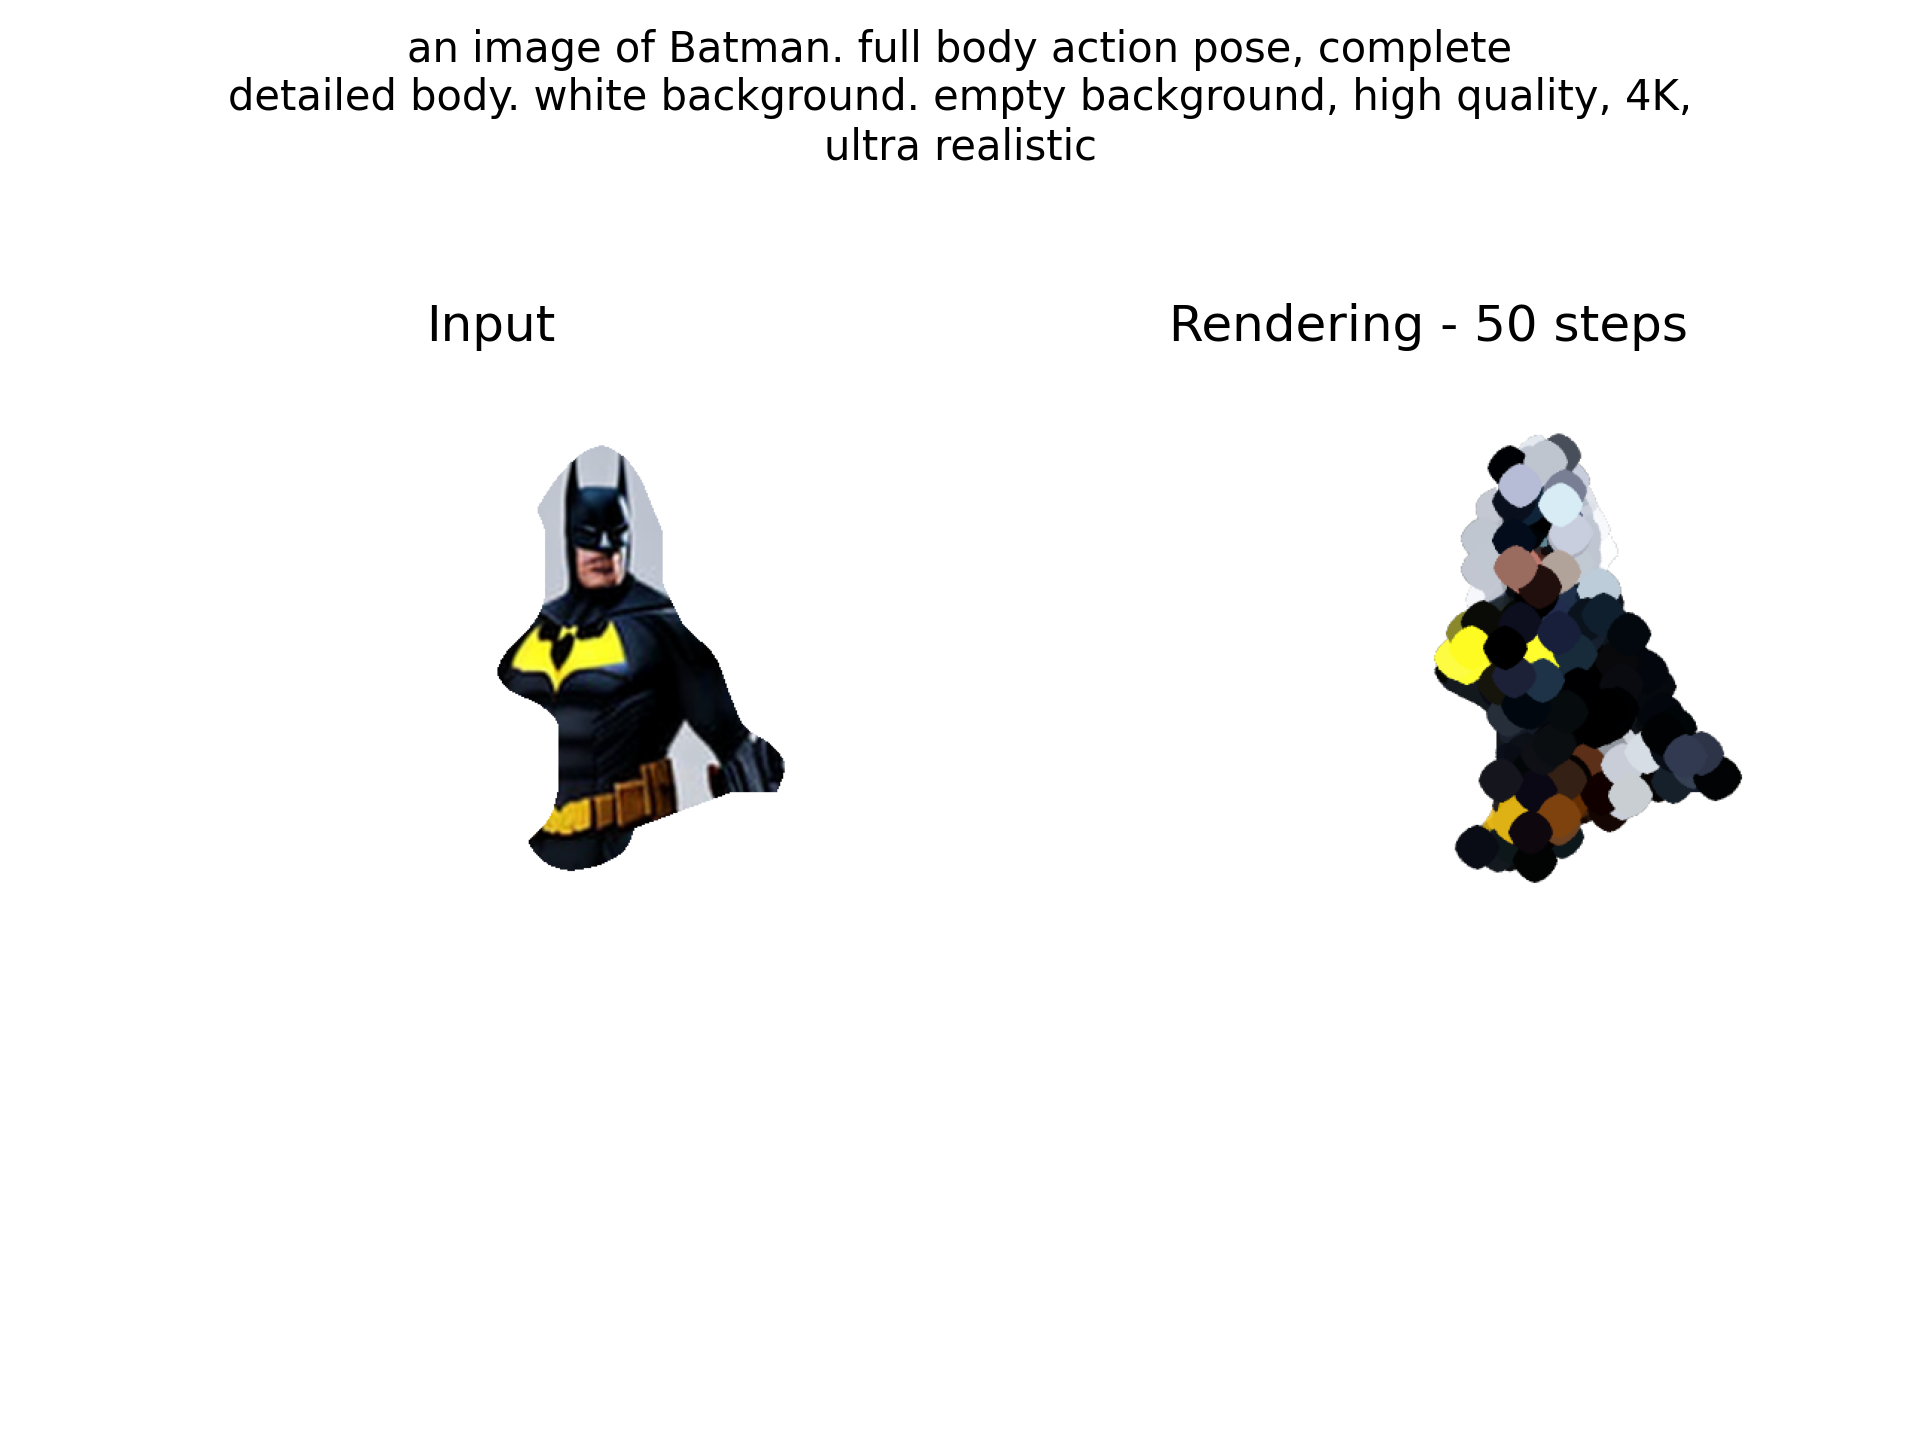 an image of Batman. full body action pose, complete
detailed body. white background. empty background, high quality, 4K,
ultra realistic
Input
Rendering - 50 steps